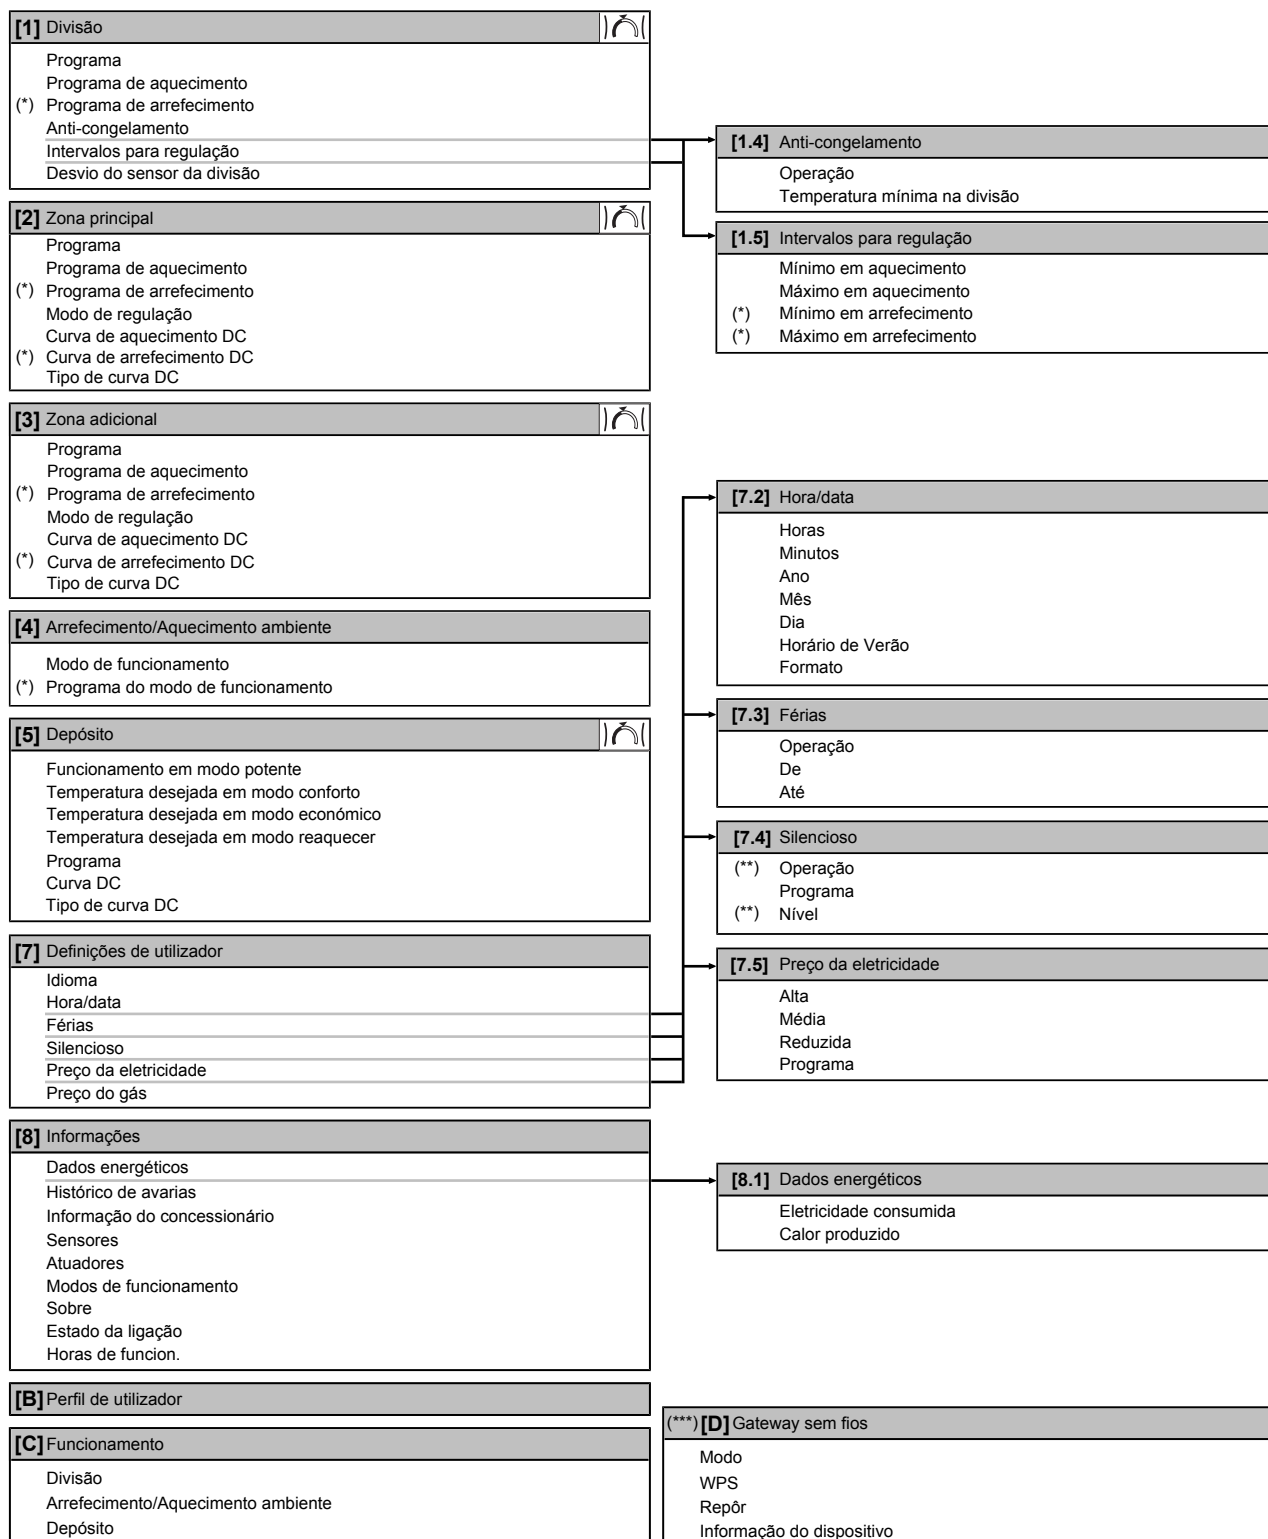 [1] Divisão
Programa
Programa de aquecimento
(*) Programa de arrefecimento
Anti-congelamento
Intervalos para regulação
Desvio do sensor da divisão
[1.4] Anti-congelamento
Operação
Temperatura mínima na divisão
[2] Zona principal
Programa
Programa de aquecimento
(*) Programa de arrefecimento
Modo de regulação
Curva de aquecimento DC
(*) Curva de arrefecimento DC
Tipo de curva DC
[1.5] Intervalos para regulação
Mínimo em aquecimento
Máximo em aquecimento
(*) Mínimo em arrefecimento
(*) Máximo em arrefecimento
[3] Zona adicional
Programa
Programa de aquecimento
(*) Programa de arrefecimento
Modo de regulação
Curva de aquecimento DC
(*) Curva de arrefecimento DC
Tipo de curva DC
[4] Arrefecimento/Aquecimento ambiente
Modo de funcionamento
(*) Programa do modo de funcionamento
[5] Depósito
Funcionamento em modo potente
Temperatura desejada em modo conforto
Temperatura desejada em modo económico
Temperatura desejada em modo reaquecer
Programa
Curva DC
Tipo de curva DC
[7] Definições de utilizador
Idioma
Hora/data
Férias
Silencioso
Preço da eletricidade
Preço do gás
[7.2] Hora/data
Horas
Minutos
Ano
Mês
Dia
Horário de Verão
Formato
[7.3] Férias
Operação
De
Até
[7.4] Silencioso
(**) Operação
Programa
(**) Nível
[7.5] Preço da eletricidade
Alta
Média
Reduzida
Programa
[8] Informações
Dados energéticos
Histórico de avarias
Informação do concessionário
Sensores
Atuadores
Modos de funcionamento
Sobre
Estado da ligação
Horas de funcion.
[8.1] Dados energéticos
Eletricidade consumida
Calor produzido
[B] Perfil de utilizador
[C] Funcionamento
Divisão
Arrefecimento/Aquecimento ambiente
Depósito
(***) [D] Gateway sem fios
Modo
WPS
Repôr
Informação do dispositivo